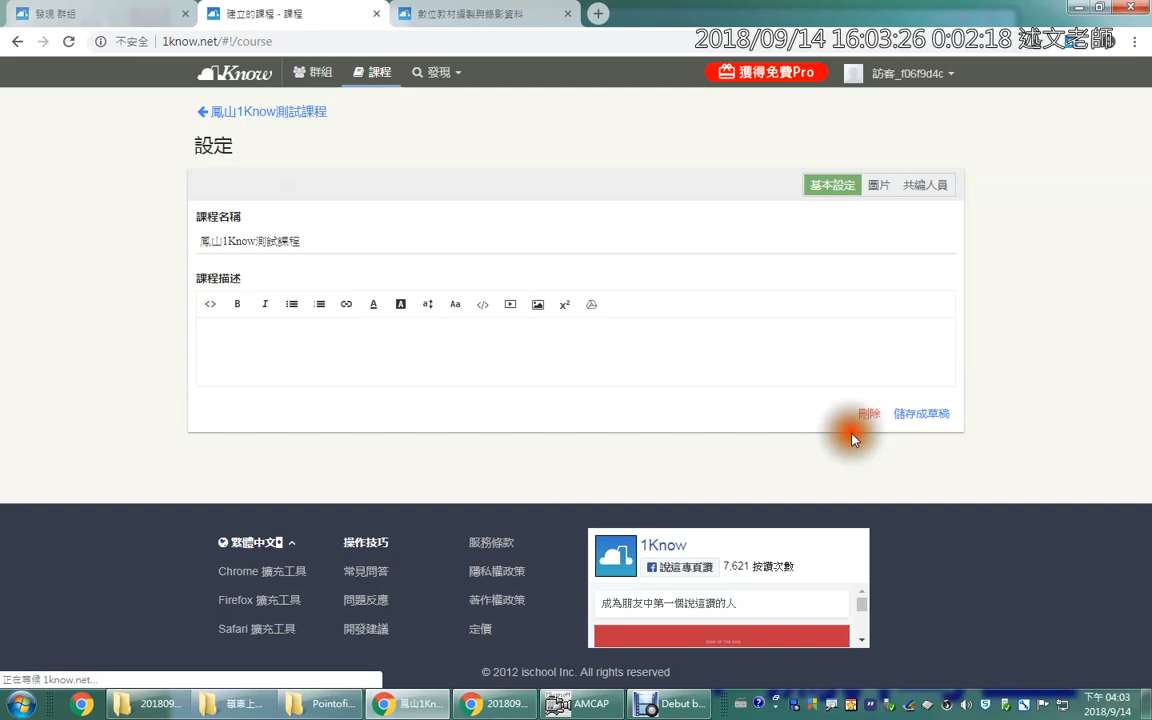 發現 群組
建立的課程 - 課程
數位教材編製與錄影資料
不安全 | 1know.net/#!/course
2018/09/14 16:03:26 0:02:18 述文老師
1Know
群組
課程
發現
獲得免費Pro
訪客_f06f9d4c
鳳山1Know測試課程
設定
基本設定
圖片
共編人員
課程名稱
鳳山1Know測試課程
課程描述
刪除
儲存成草稿
繁體中文
操作技巧
服務條款
Chrome 擴充工具
常見問答
隱私權政策
Firefox 擴充工具
問題反應
著作權政策
Safari 擴充工具
開發建議
定價
1Know
說這專頁讚
7,621 按讚次數
成為朋友中第一個說這讚的人
© 2012 ischool Inc. All rights reserved
正在等候 1know.net...
201809...
Pointofi...
鳳山1Kn...
201809...
AMCAP
Debut b...
下午 04:03
2018/9/14